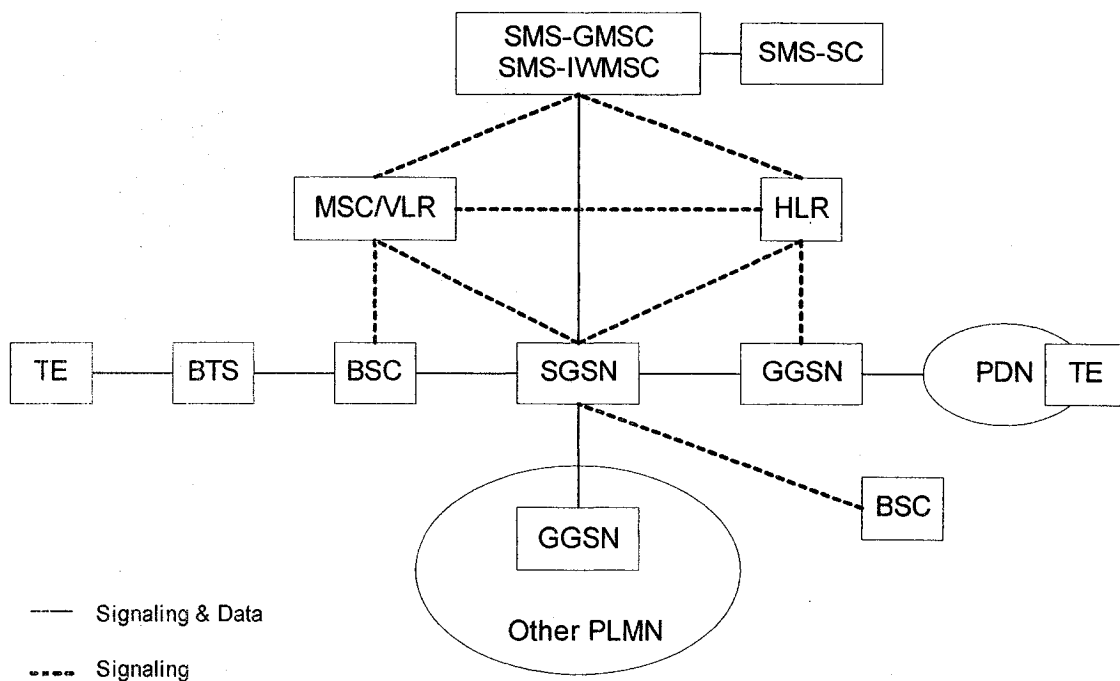 SMS-GMSC
SMS-IWMSC
SMS-SC
MSC/VLR
HLR
TE
BTS
BSC
SGSN
GGSN
PDN
TE
BSC
GGSN
Other PLMN
Signaling & Data
Signaling